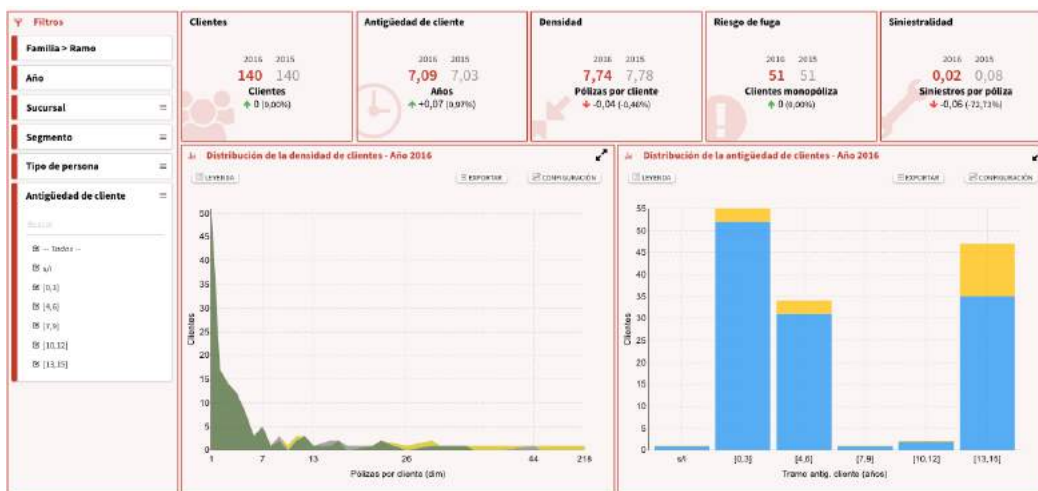 Filtros
Familia > Ramo
Año
Sucursal
Segmento
Tipo de persona
Antigüedad de cliente
Buscar
-- Todos --
s/i
[0,3]
[4,6]
[7,9]
[10,12]
[13,15]
Clientes
2016 2015
140 140
Clientes
0 (0,00%)
Antigüedad de cliente
2016 2015
7,09 7,03
Años
+0,07 (0,97%)
Densidad
2016 2015
7,74 7,78
Pólizas por cliente
-0,04 (-0,46%)
Riesgo de fuga
2016 2015
51 51
Clientes monopóliza
0 (0,00%)
Siniestralidad
2016 2015
0,02 0,08
Siniestros por póliza
-0,06 (-72,73%)
Distribución de la densidad de clientes - Año 2016
LEYENDA
EXPORTAR
CONFIGURACIÓN
50
45
40
35
30
25
20
15
10
5
0
Clientes
1 7 13 26 44 218
Pólizas por cliente (dim)
Distribución de la antigüedad de clientes - Año 2016
LEYENDA
EXPORTAR
CONFIGURACIÓN
55
50
45
40
35
30
25
20
15
10
5
0
Clientes
s/i [0,3] [4,6] [7,9] [10,12] [13,15]
Tramo antig. cliente (años)